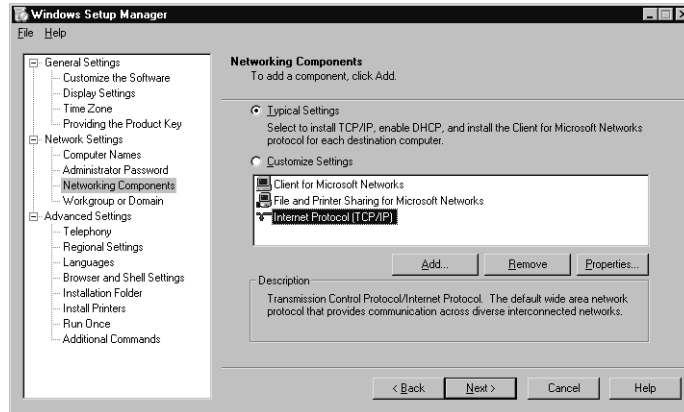 Windows Setup Manager
File Help
General Settings
Customize the Software
Display Settings
Time Zone
Providing the Product Key
Network Settings
Computer Names
Administrator Password
Networking Components
Workgroup or Domain
Advanced Settings
Telephony
Regional Settings
Languages
Browser and Shell Settings
Installation Folder
Install Printers
Run Once
Additional Commands
Networking Components
To add a component, click Add.
Typical Settings
Select to install TCP/IP, enable DHCP, and install the Client for Microsoft Networks
protocol for each destination computer.
Customize Settings
Client for Microsoft Networks
File and Printer Sharing for Microsoft Networks
Internet Protocol (TCP/IP)
Add... Remove Properties...
Description
Transmission Control Protocol/Internet Protocol. The default wide area network
protocol that provides communication across diverse interconnected networks.
< Back Next > Cancel Help